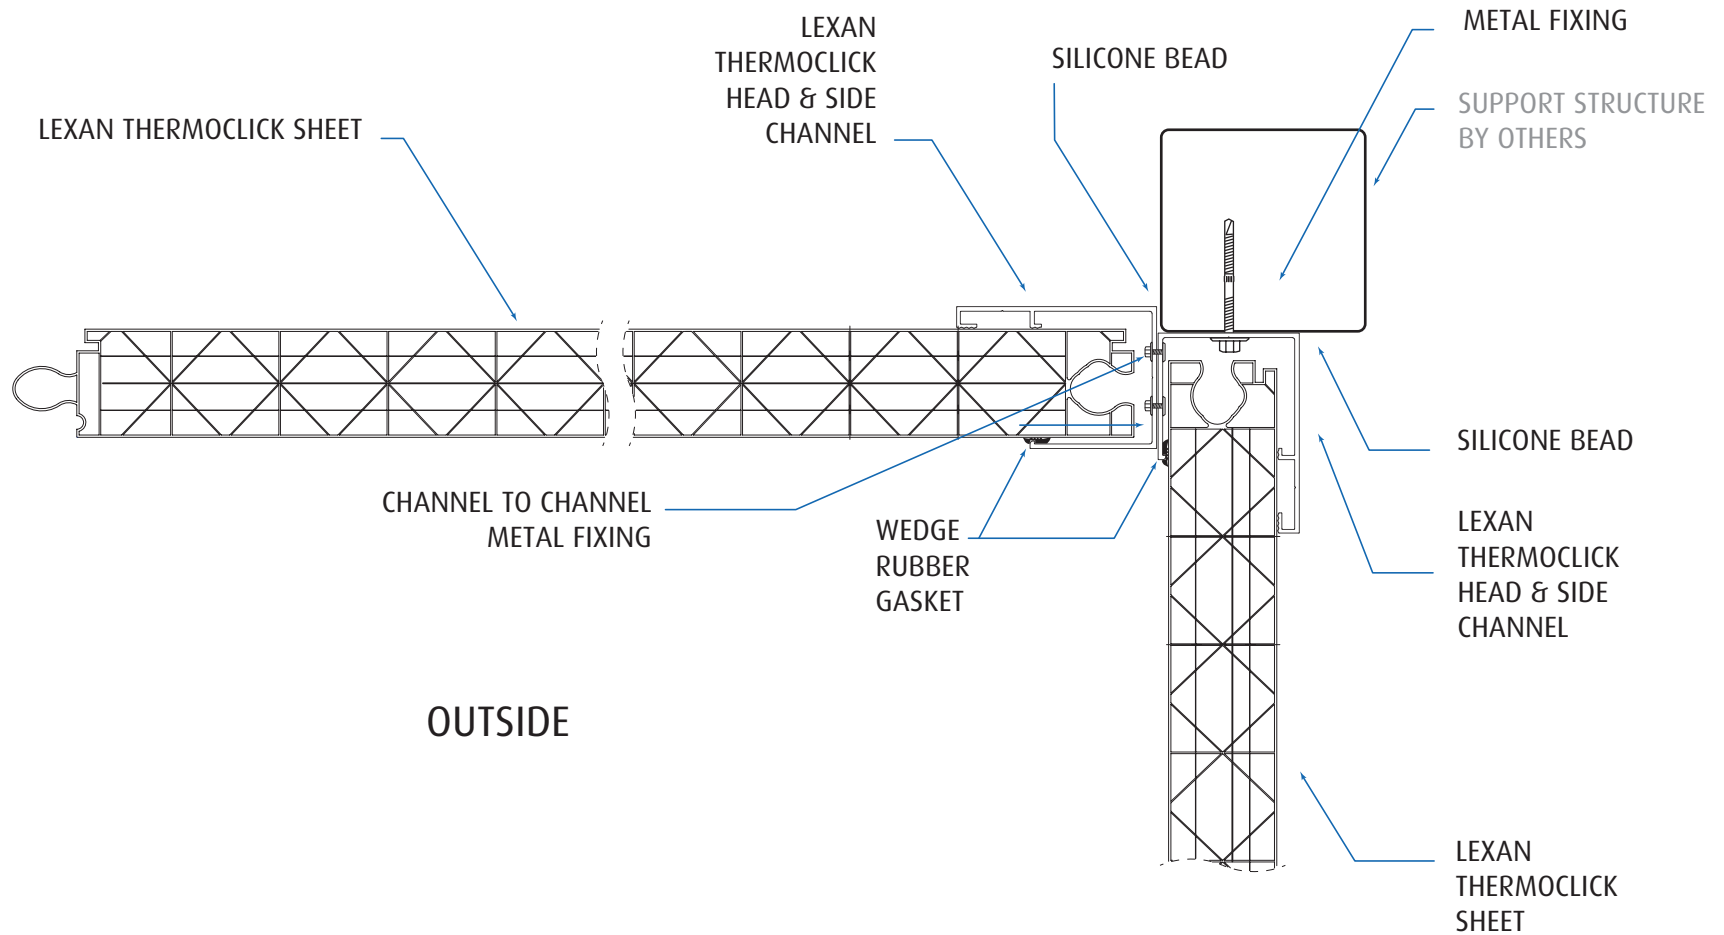 LEXAN THERMOCLICK SHEET
LEXAN
THERMOCLICK
HEAD & SIDE
CHANNEL
SILICONE BEAD
METAL FIXING
SUPPORT STRUCTURE
BY OTHERS
CHANNEL TO CHANNEL
METAL FIXING
WEDGE
RUBBER
GASKET
SILICONE BEAD
LEXAN
THERMOCLICK
HEAD & SIDE
CHANNEL
OUTSIDE
LEXAN
THERMOCLICK
SHEET